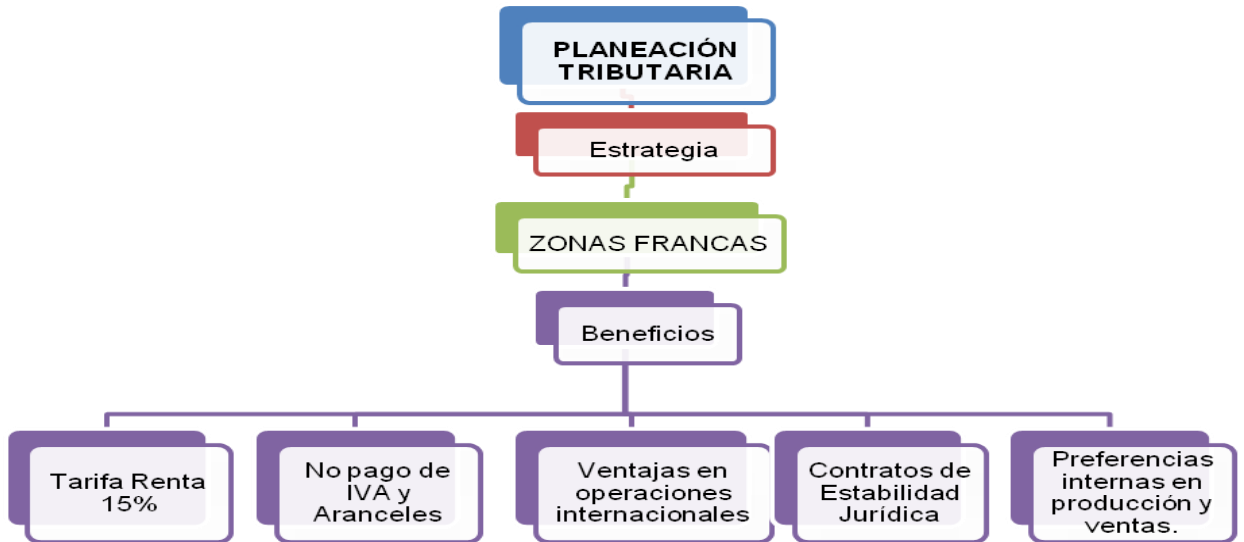 PLANEACIÓN
TRIBUTARIA
Estrategia
ZONAS FRANCAS
Beneficios
Tarifa Renta
15%
No pago de
IVA y
Aranceles
Ventajas en
operaciones
internacionales
Contratos de
Estabilidad
Jurídica
Preferencias
internas en
producción y
ventas.